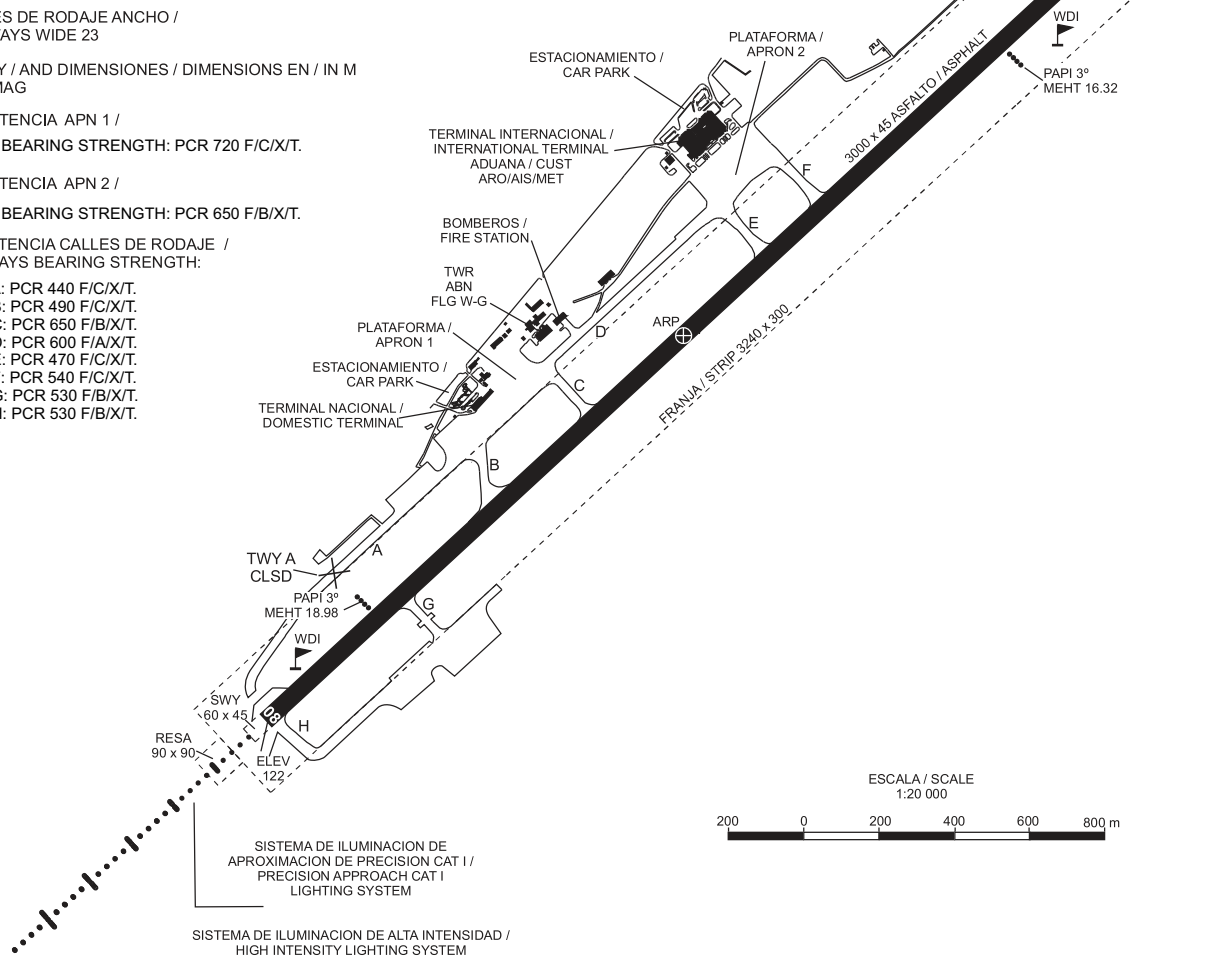 ES DE RODAJE ANCHO /
AYS WIDE 23
Y / AND DIMENSIONES / DIMENSIONS EN / IN M
MAG
TENCIA APN 1 /
BEARING STRENGTH: PCR 720 F/C/X/T.
TENCIA APN 2 /
BEARING STRENGTH: PCR 650 F/B/X/T.
TENCIA CALLES DE RODAJE /
AYS BEARING STRENGTH:
: PCR 440 F/C/X/T.
: PCR 490 F/C/X/T.
: PCR 650 F/B/X/T.
: PCR 600 F/A/X/T.
: PCR 470 F/C/X/T.
: PCR 540 F/C/X/T.
: PCR 530 F/B/X/T.
: PCR 530 F/B/X/T.
WDI
PAPI 3º
MEHT 16.32
PLATAFORMA /
APRON 2
ESTACIONAMIENTO /
CAR PARK
3000 x 45 ASFALTO / ASPHALT
TERMINAL INTERNACIONAL /
INTERNATIONAL TERMINAL
ADUANA / CUST
ARO/AIS/MET
F
E
BOMBEROS /
FIRE STATION
TWR
ABN
FLG W-G
ARP
D
PLATAFORMA /
APRON 1
FRANJA / STRIP 3240 x 300
ESTACIONAMIENTO /
CAR PARK
C
TERMINAL NACIONAL /
DOMESTIC TERMINAL
B
A
TWY A
CLSD
PAPI 3º
MEHT 18.98
G
WDI
SWY
60 x 45
08
H
RESA
90 x 90
ELEV
122
ESCALA / SCALE
1:20 000
200 0 200 400 600 800 m
SISTEMA DE ILUMINACION DE
APROXIMACION DE PRECISION CAT I /
PRECISION APPROACH CAT I
LIGHTING SYSTEM
SISTEMA DE ILUMINACION DE ALTA INTENSIDAD /
HIGH INTENSITY LIGHTING SYSTEM